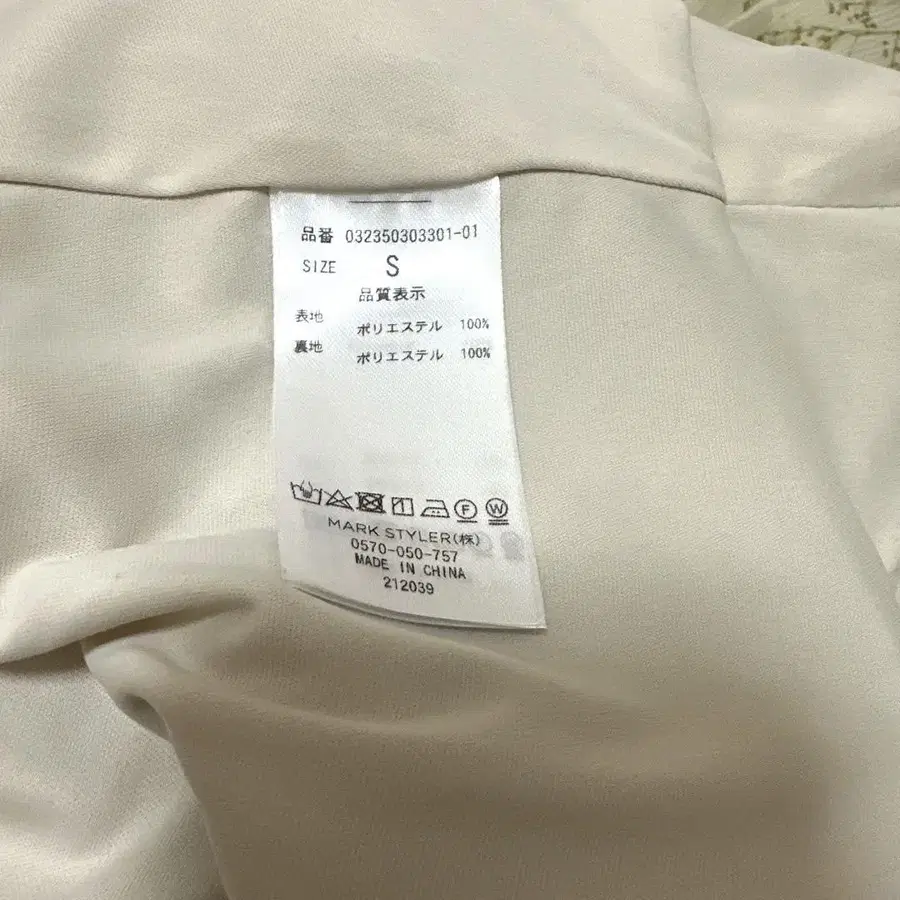 品番 032350303301-01
SIZE S
品質表示
表地 ポリエステル 100%
裏地 ポリエステル 100%
F W
MARK STYLER(株)
0570-050-757
MADE IN CHINA
212039